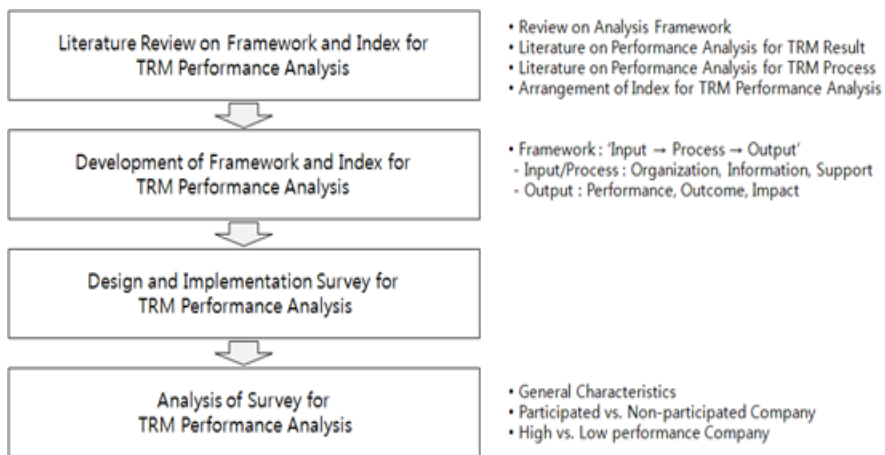 Literature Review on Framework and Index for
TRM Performance Analysis
• Review on Analysis Framework
• Literature on Performance Analysis for TRM Result
• Literature on Performance Analysis for TRM Process
• Arrangement of Index for TRM Performance Analysis
Development of Framework and Index for
TRM Performance Analysis
• Framework : 'Input → Process → Output'
- Input/Process : Organization, Information, Support
- Output : Performance, Outcome, Impact
Design and Implementation Survey for
TRM Performance Analysis
Analysis of Survey for
TRM Performance Analysis
• General Characteristics
• Participated vs. Non-participated Company
• High vs. Low performance Company